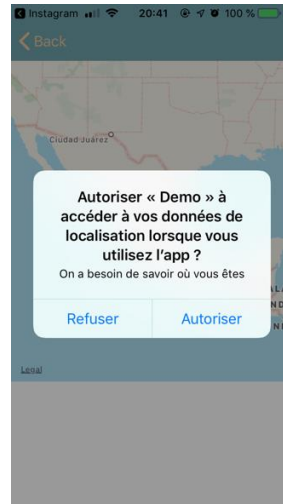 Instagram 20:41 100 %
Back
Ciudad Juárez
Autoriser « Demo » à
accéder à vos données de
localisation lorsque vous
utilisez l'app ?
On a besoin de savoir où vous êtes
Refuser Autoriser
Legal